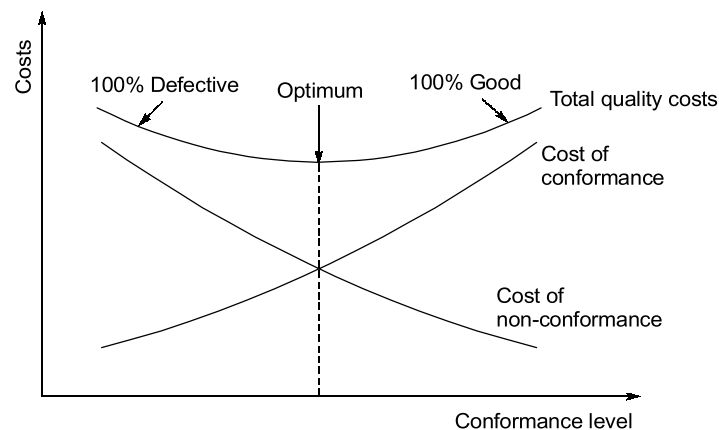 Costs
100% Defective
Optimum
100% Good
Total quality costs
Cost of
conformance
Cost of
non-conformance
Conformance level